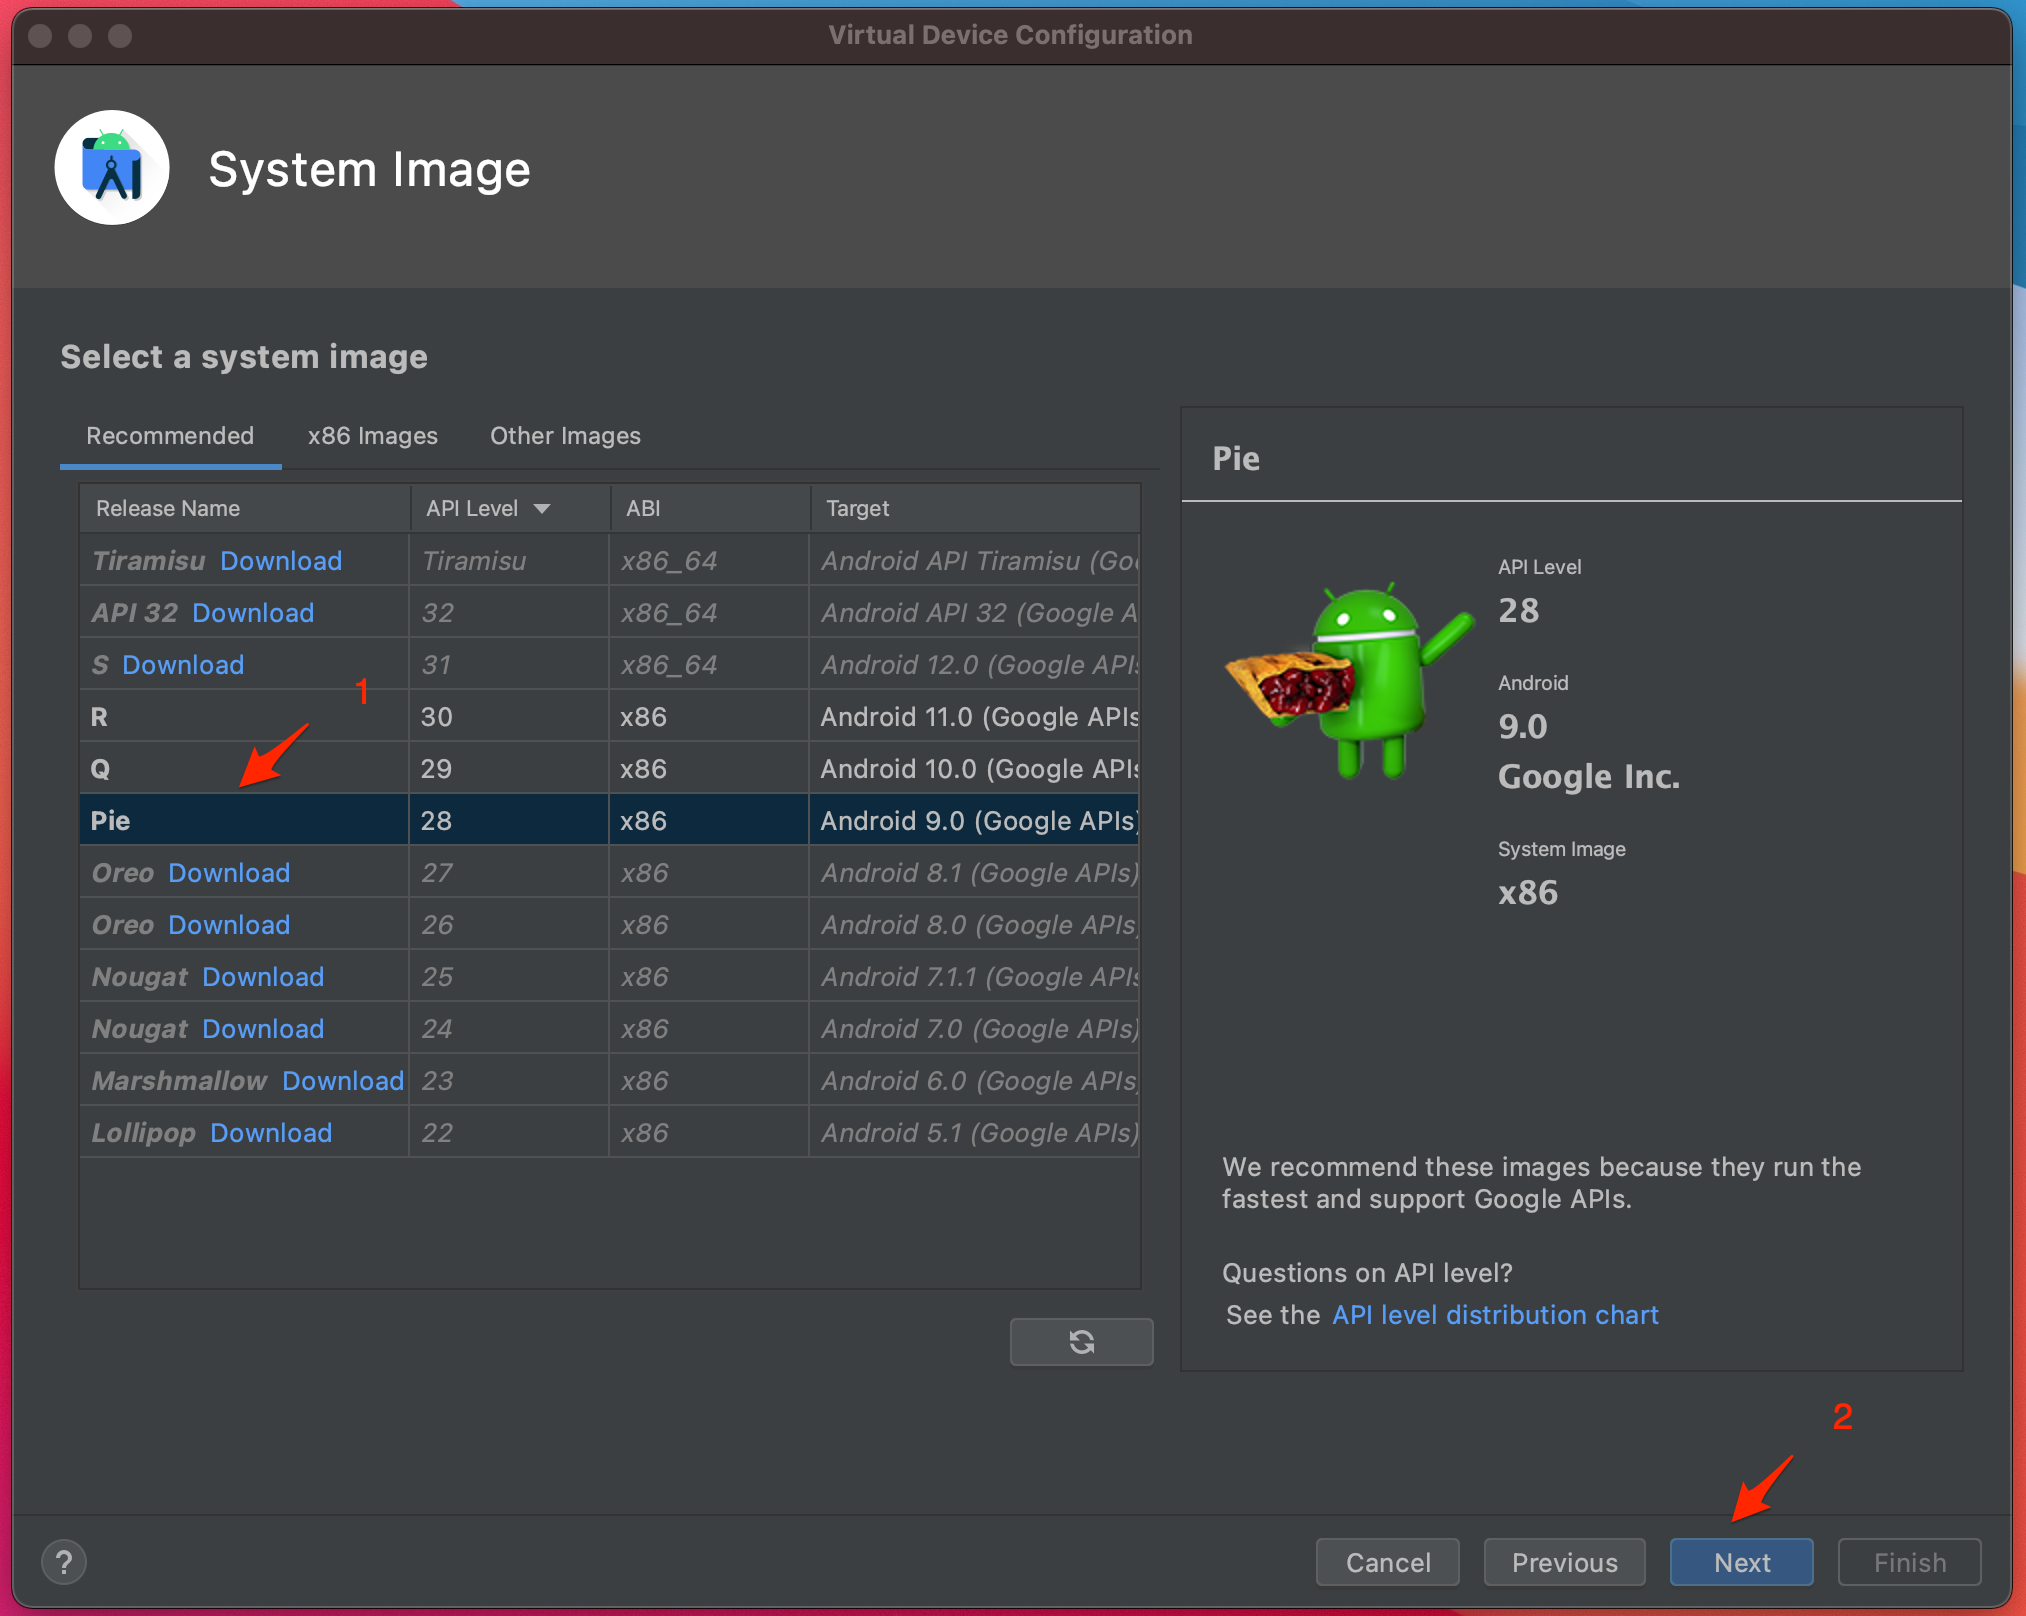 Virtual Device Configuration
System Image
Select a system image
Recommended x86 Images Other Images
Release Name API Level ABI Target
Tiramisu Download Tiramisu x86_64 Android API Tiramisu (Goo
API 32 Download 32 x86_64 Android API 32 (Google A
S Download 31 x86_64 Android 12.0 (Google APIs
1
R 30 x86 Android 11.0 (Google APIs
Q 29 x86 Android 10.0 (Google APIs
Pie 28 x86 Android 9.0 (Google APIs)
Oreo Download 27 x86 Android 8.1 (Google APIs)
Oreo Download 26 x86 Android 8.0 (Google APIs)
Nougat Download 25 x86 Android 7.1.1 (Google APIs
Nougat Download 24 x86 Android 7.0 (Google APIs)
Marshmallow Download 23 x86 Android 6.0 (Google APIs)
Lollipop Download 22 x86 Android 5.1 (Google APIs)
Pie
API Level
28
Android
9.0
Google Inc.
System Image
x86
We recommend these images because they run the
fastest and support Google APIs.
Questions on API level?
See the API level distribution chart
2
? Cancel Previous Next Finish